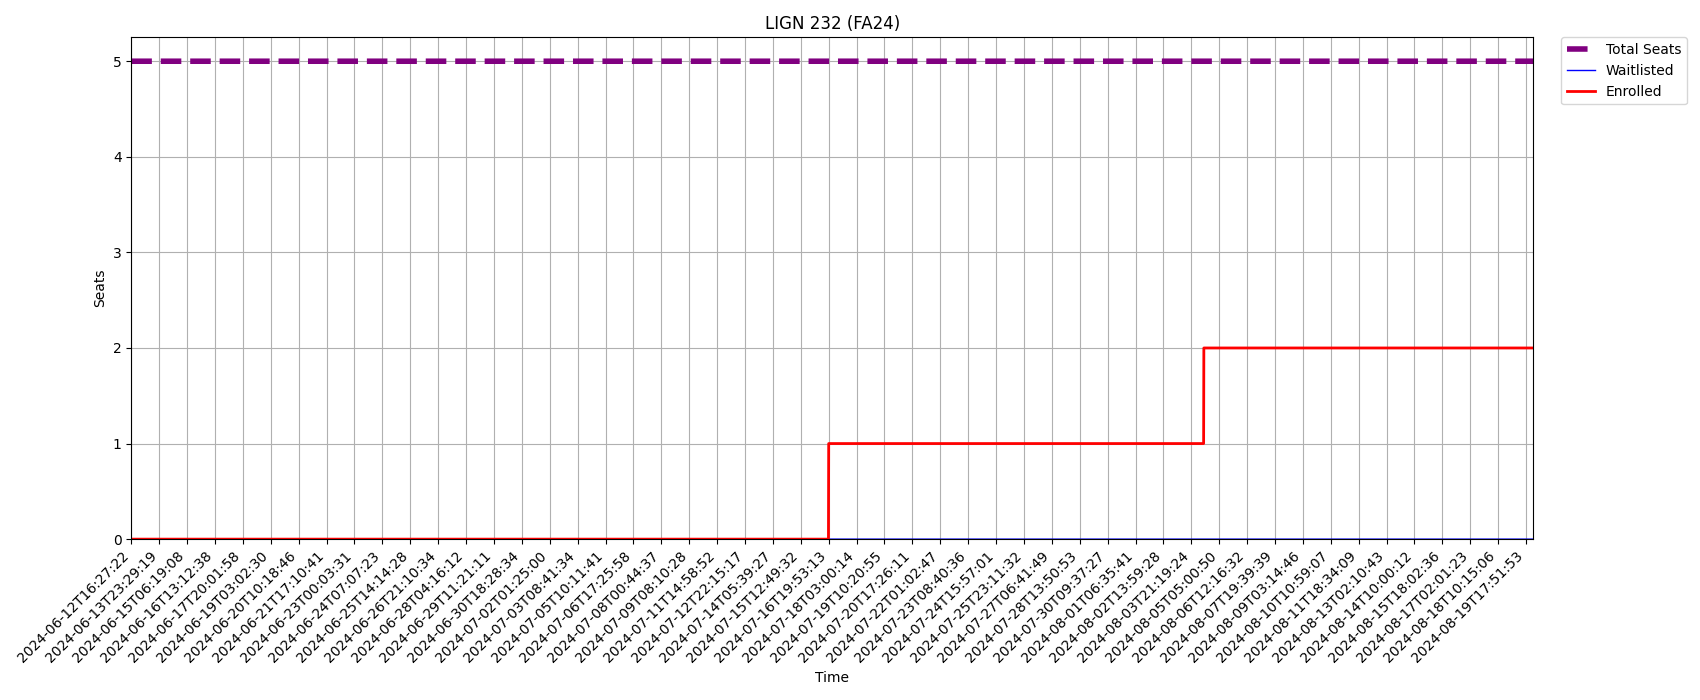 LIGN 232 (FA24)
Total Seats
Waitlisted
Enrolled
Seats
5
4
3
2
1
0
2024-06-12T16:27:22
2024-06-13T23:29:19
2024-06-15T06:19:08
2024-06-16T13:12:38
2024-06-17T20:01:58
2024-06-19T03:02:30
2024-06-20T10:18:46
2024-06-21T17:10:41
2024-06-23T00:03:31
2024-06-24T07:07:23
2024-06-25T14:14:28
2024-06-26T21:10:34
2024-06-28T04:16:12
2024-06-29T11:21:11
2024-06-30T18:28:34
2024-07-02T01:25:00
2024-07-03T08:41:34
2024-07-05T10:11:41
2024-07-06T17:25:58
2024-07-08T00:44:37
2024-07-09T08:10:28
2024-07-11T14:58:52
2024-07-12T22:15:17
2024-07-14T05:39:27
2024-07-15T12:49:32
2024-07-16T19:53:13
2024-07-18T03:00:14
2024-07-19T10:20:55
2024-07-20T17:26:11
2024-07-22T01:02:47
2024-07-23T08:40:36
2024-07-24T15:57:01
2024-07-25T23:11:32
2024-07-27T06:41:49
2024-07-28T13:50:53
2024-07-30T09:37:27
2024-08-01T06:35:41
2024-08-02T13:59:28
2024-08-03T21:19:24
2024-08-05T05:00:50
2024-08-06T12:16:32
2024-08-07T19:39:39
2024-08-09T03:14:46
2024-08-10T10:59:07
2024-08-11T18:34:09
2024-08-13T02:10:43
2024-08-14T10:00:12
2024-08-15T18:02:36
2024-08-17T02:01:23
2024-08-18T10:15:06
2024-08-19T17:51:53
Time